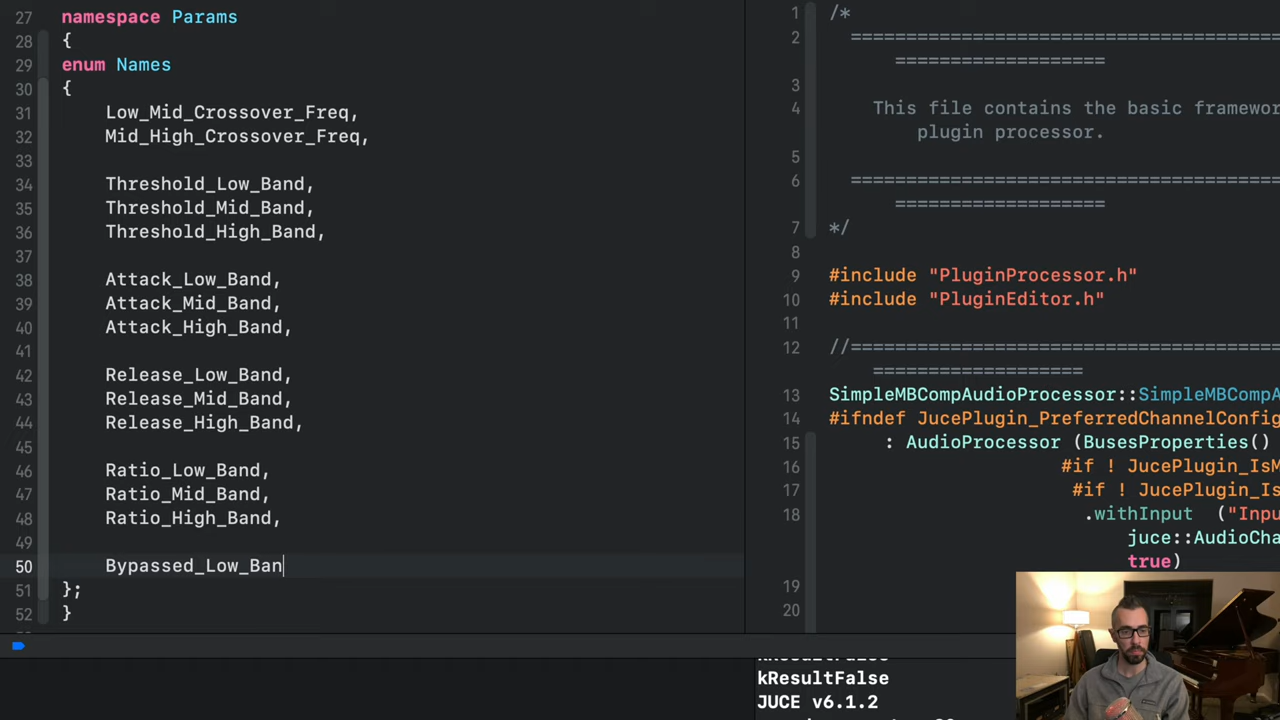 27 namespace Params
28 {
29 enum Names
30 {
31 Low_Mid_Crossover_Freq,
32 Mid_High_Crossover_Freq,
33
34 Threshold_Low_Band,
35 Threshold_Mid_Band,
36 Threshold_High_Band,
37
38 Attack_Low_Band,
39 Attack_Mid_Band,
40 Attack_High_Band,
41
42 Release_Low_Band,
43 Release_Mid_Band,
44 Release_High_Band,
45
46 Ratio_Low_Band,
47 Ratio_Mid_Band,
48 Ratio_High_Band,
49
50 Bypassed_Low_Ban
51 };
52 }
1 /*
2 =======================================
===================
3
4 This file contains the basic framewor
plugin processor.
5
6 =======================================
===================
7 */
8
9 #include "PluginProcessor.h"
10 #include "PluginEditor.h"
11
12 //=======================================
===================
13 SimpleMBCompAudioProcessor::SimpleMBCompA
14 #ifndef JucePlugin_PreferredChannelConfig
15 : AudioProcessor (BusesProperties()
16 #if ! JucePlugin_IsM
17 #if ! JucePlugin_IsS
18 .withInput ("Inpu
juce::AudioCha
true)
19
20
kResultFalse
JUCE v6.1.2